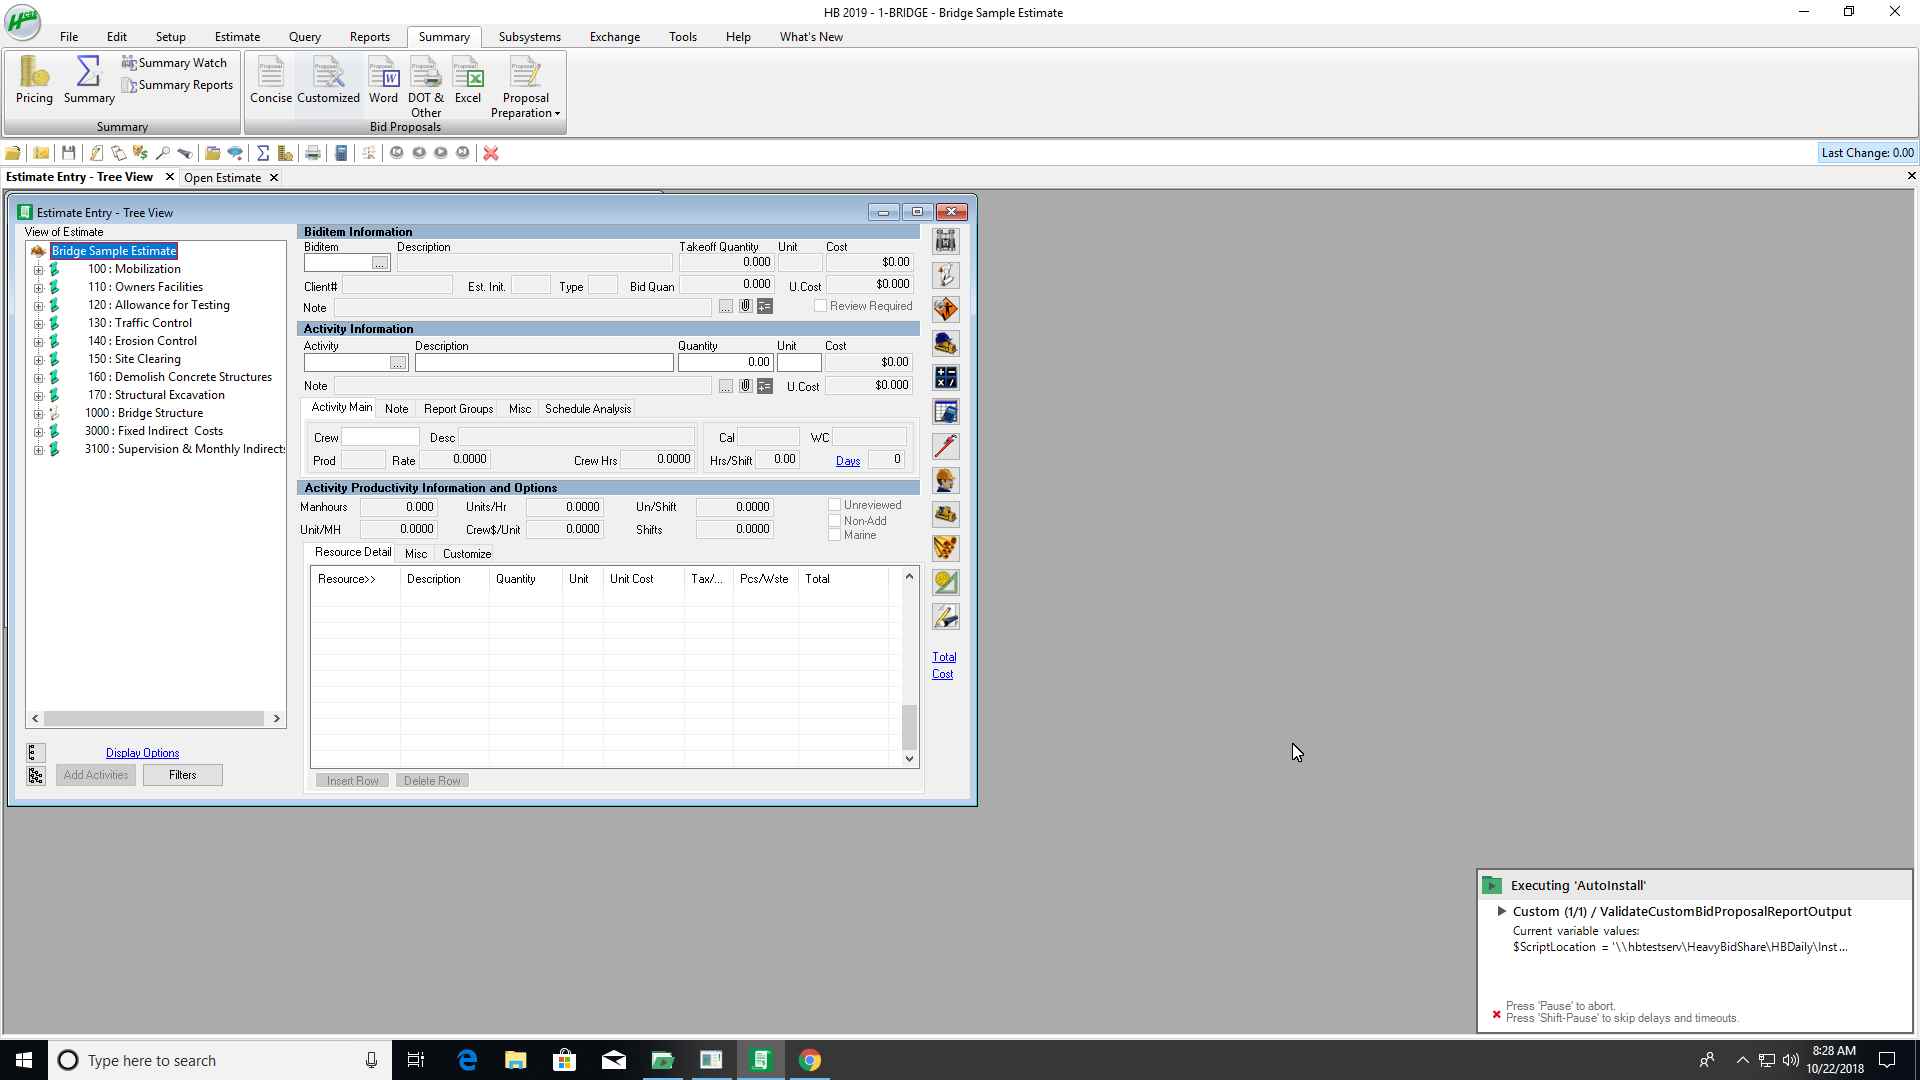 HB 2019 - 1-BRIDGE - Bridge Sample Estimate
File Edit Setup Estimate Query Reports Summary Subsystems Exchange Tools Help What's New
Summary Watch
Summary Reports
Pricing Summary Concise Customized Word DOT & Other Excel Proposal Preparation
Summary Bid Proposals
Last Change: 0.00
Estimate Entry - Tree View Open Estimate
Estimate Entry - Tree View
View of Estimate
Bridge Sample Estimate
100 : Mobilization
110 : Owners Facilities
120 : Allowance for Testing
130 : Traffic Control
140 : Erosion Control
150 : Site Clearing
160 : Demolish Concrete Structures
170 : Structural Excavation
1000 : Bridge Structure
3000 : Fixed Indirect Costs
3100 : Supervision & Monthly Indirects
Display Options
Add Activities Filters
Biditem Information
Biditem Description Takeoff Quantity Unit Cost
... 0.000 $0.00
Client# Est. Init. Type Bid Quan 0.000 U.Cost $0.000
Note ... Review Required
Activity Information
Activity Description Quantity Unit Cost
... 0.00 $0.00
Note ... U.Cost $0.000
Activity Main Note Report Groups Misc Schedule Analysis
Crew Desc Cal WC
Prod Rate 0.0000 Crew Hrs 0.0000 Hrs/Shift 0.00 Days 0
Activity Productivity Information and Options
Manhours 0.000 Units/Hr 0.0000 Un/Shift 0.0000 Unreviewed
Non-Add
Unit/MH 0.0000 Crew$/Unit 0.0000 Shifts 0.0000 Marine
Resource Detail Misc Customize
Resource>> Description Quantity Unit Unit Cost Tax/... Pcs/Wste Total
Insert Row Delete Row
Total
Cost
Executing 'AutoInstall'
Custom (1/1) / ValidateCustomBidProposalReportOutput
Current variable values:
$ScriptLocation = '\\hbtestserv\HeavyBidShare\HBDaily\Inst...
Press 'Pause' to abort.
Press 'Shift-Pause' to skip delays and timeouts.
Type here to search
8:28 AM
10/22/2018